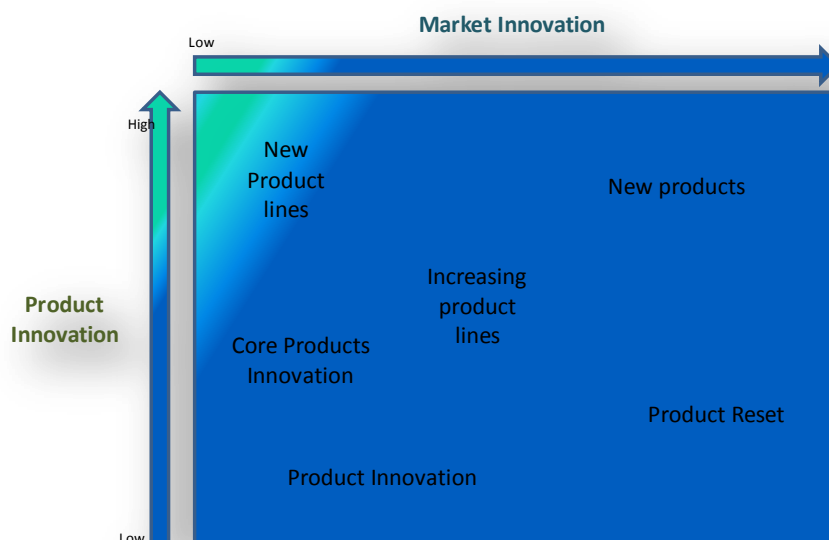 Market Innovation
Low
High
New
Product
lines
New products
Increasing
product
lines
Product
Innovation
Core Products
Innovation
Product Reset
Product Innovation
Low